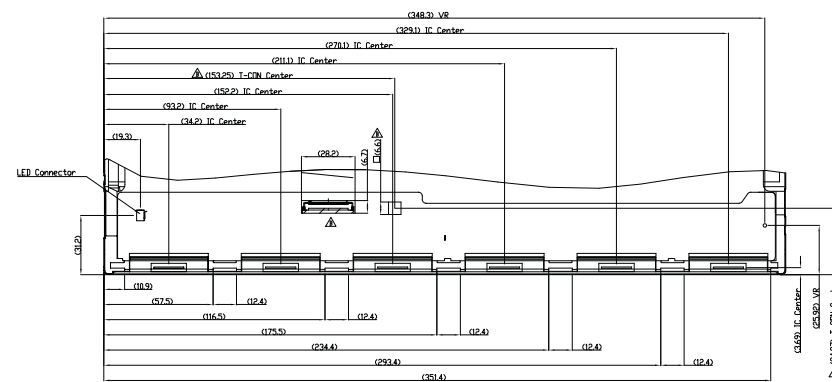 (348.3) VR
(329.1) IC Center
(270.1) IC Center
(211.1) IC Center
(153.25) T-CON Center
(152.2) IC Center
(93.2) IC Center
(34.2) IC Center
(19.3)
(28.2)
(6.7)
□(6.6)
LED Connector
(31.2)
(10.9)
(57.5)
(12.4)
(116.5)
(12.4)
(175.5)
(12.4)
(234.4)
(12.4)
(293.4)
(12.4)
(351.4)
(3.69) IC Center
(25.92) VR